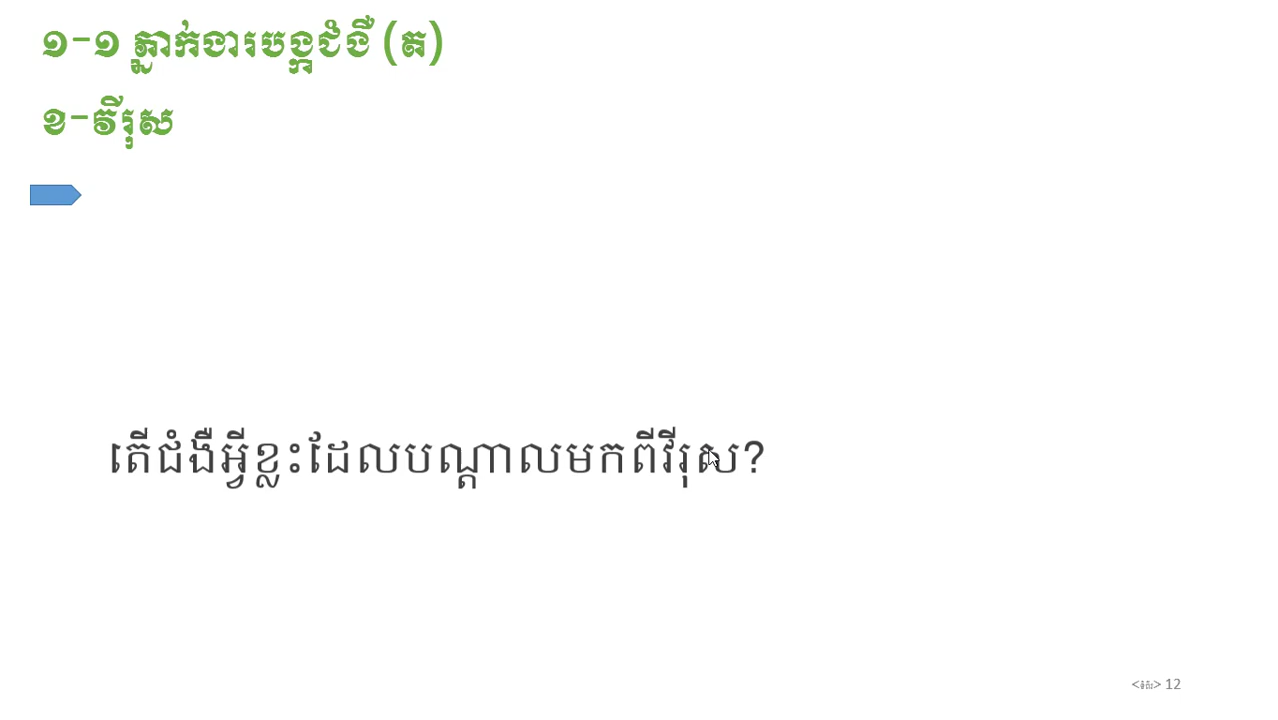 ១-១ ភ្នាក់ងារបង្កជំងឺ (ត)
ខ-វីរុស
តើជំងឺអ្វីខ្លះដែលបណ្តាលមកពីវីរុស?
<ទំព័រ> 12